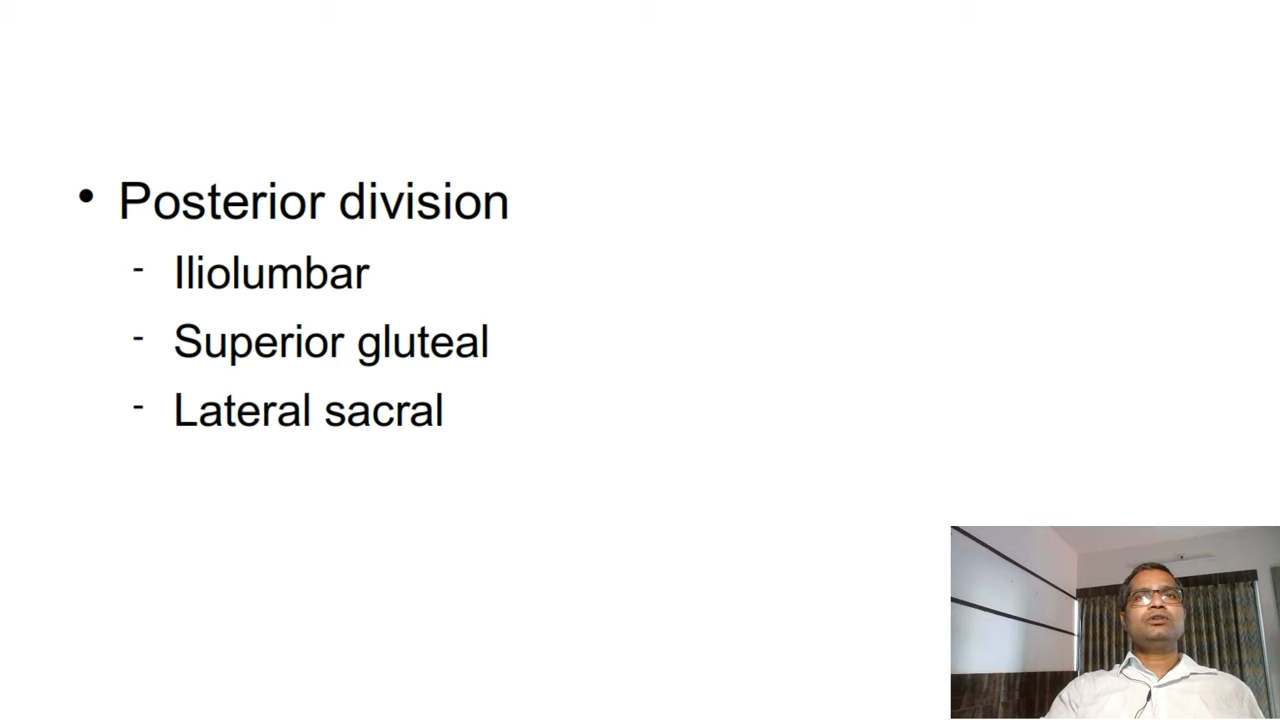 • Posterior division
- Iliolumbar
- Superior gluteal
- Lateral sacral